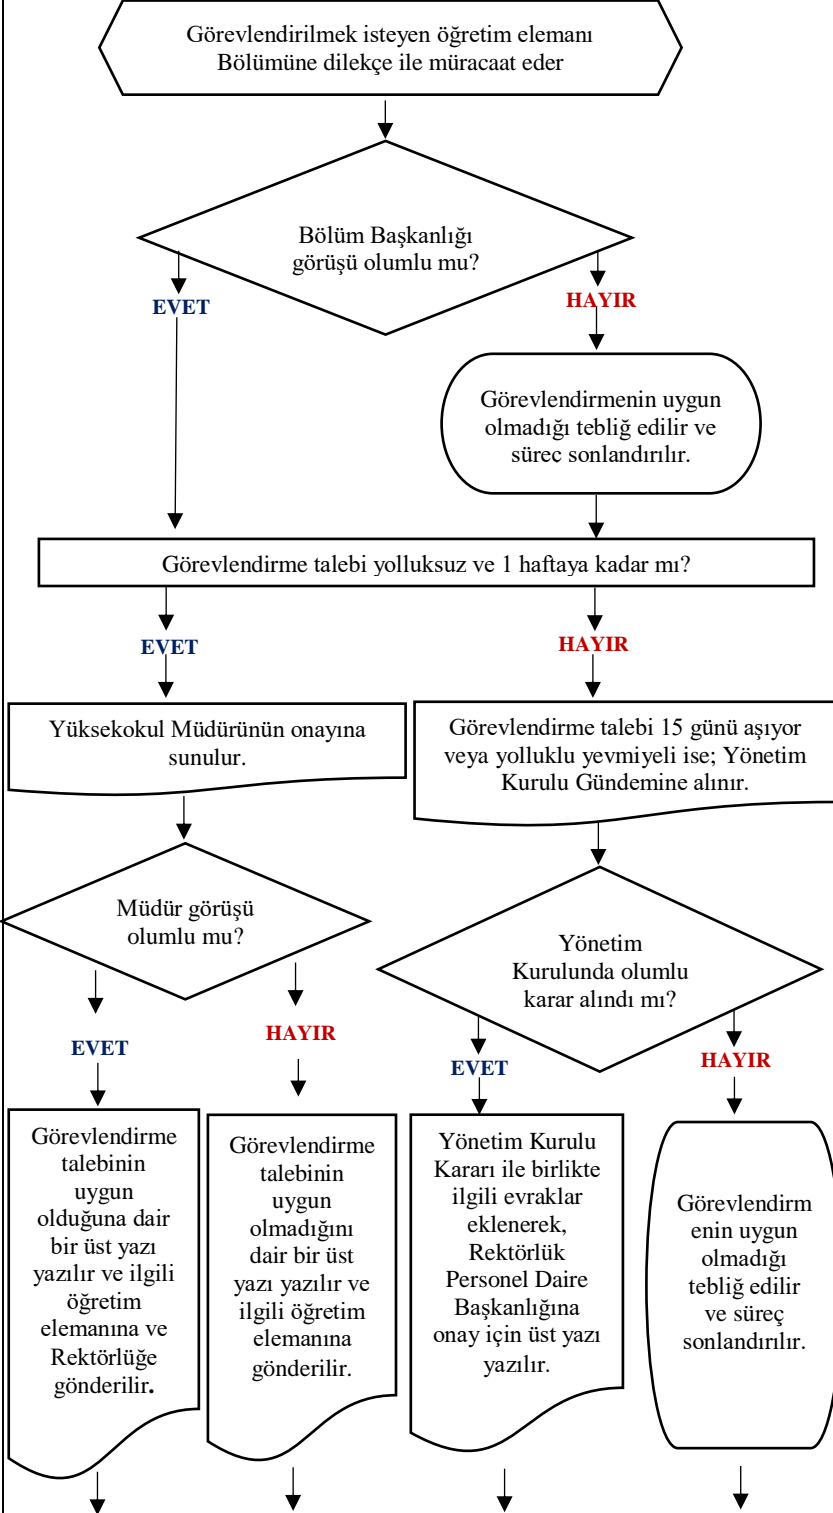 Görevlendirilmek isteyen öğretim elemanı
Bölümüne dilekçe ile müracaat eder
Bölüm Başkanlığı
görüşü olumlu mu?
EVET
HAYIR
Görevlendirmenin uygun
olmadığı tebliğ edilir ve
süreç sonlandırılır.
Görevlendirme talebi yolluksuz ve 1 haftaya kadar mı?
EVET
HAYIR
Yüksekokul Müdürünün onayına
sunulur.
Görevlendirme talebi 15 günü aşıyor
veya yolluklu yevmiyeli ise; Yönetim
Kurulu Gündemine alınır.
Müdür görüşü
olumlu mu?
Yönetim
Kurulunda olumlu
karar alındı mı?
EVET
HAYIR
EVET
HAYIR
Görevlendirme
talebinin
uygun
olduğuna dair
bir üst yazı
yazılır ve ilgili
öğretim
elemanına ve
Rektörlüğe
gönderilir.
Görevlendirme
talebinin
uygun
olmadığını
dair bir üst
yazı yazılır ve
ilgili öğretim
elemanına
gönderilir.
Yönetim Kurulu
Kararı ile birlikte
ilgili evraklar
eklenerek,
Rektörlük
Personel Daire
Başkanlığına
onay için üst yazı
yazılır.
Görevlendirm
enin uygun
olmadığı
tebliğ edilir
ve süreç
sonlandırılır.